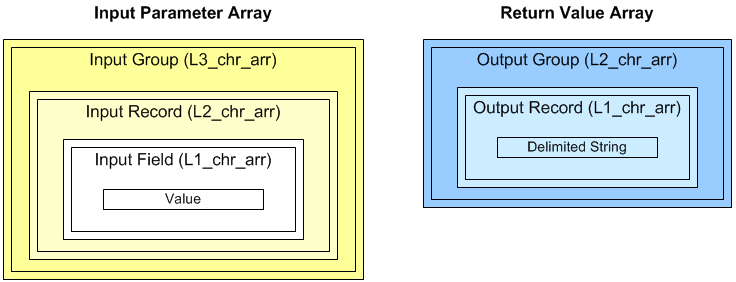 Input Parameter Array
Input Group (L3_chr_arr)
Input Record (L2_chr_arr)
Input Field (L1_chr_arr)
Value
Return Value Array
Output Group (L2_chr_arr)
Output Record (L1_chr_arr)
Delimited String